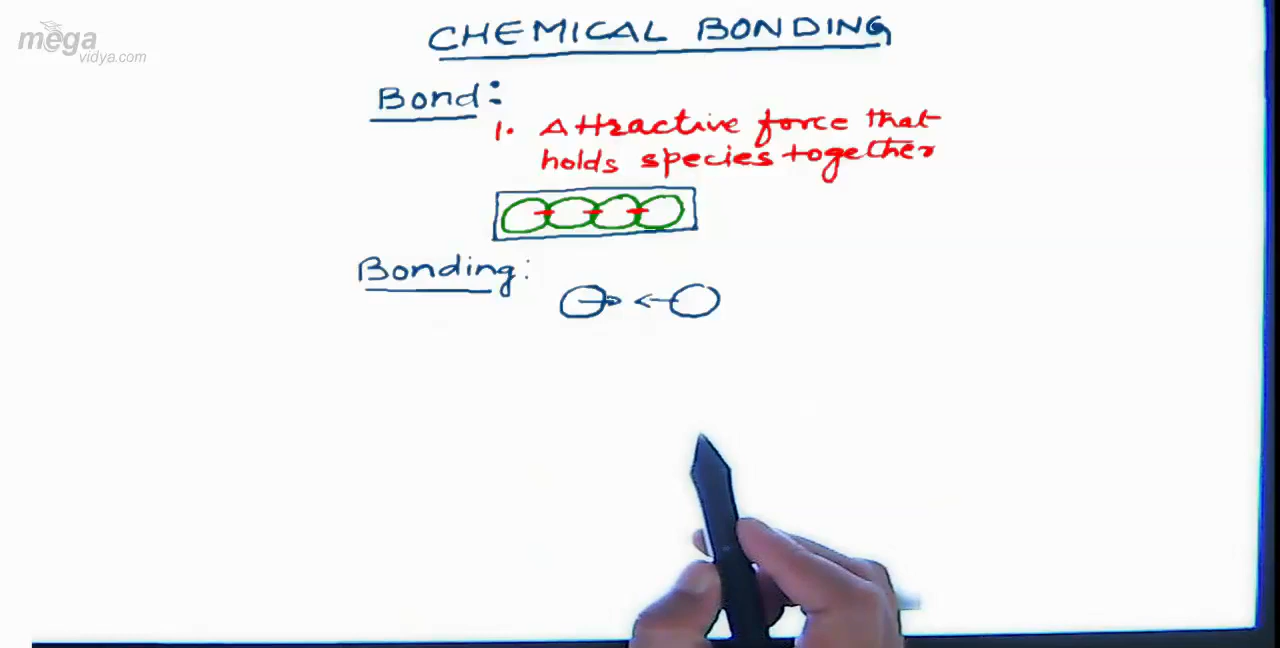 mega
vidya.com
CHEMICAL BONDING
Bond:
1. Attractive force that
holds species together
Bonding: